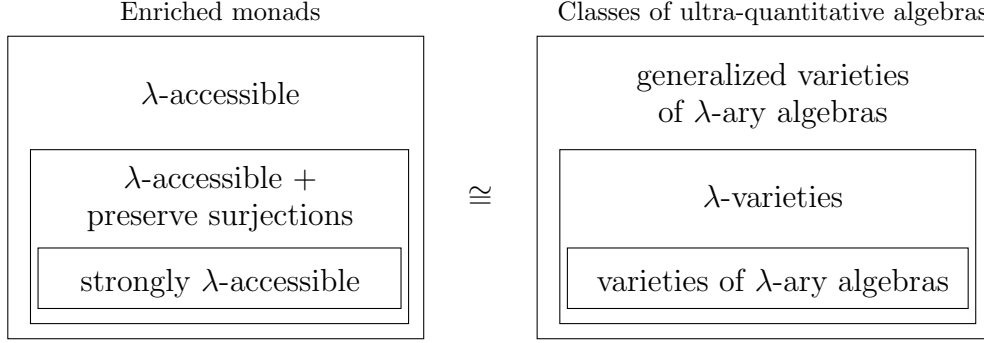 Enriched monads
Classes of ultra-quantitative algebras
λ-accessible
generalized varieties
of λ-ary algebras
λ-accessible +
preserve surjections
≅
λ-varieties
strongly λ-accessible
varieties of λ-ary algebras